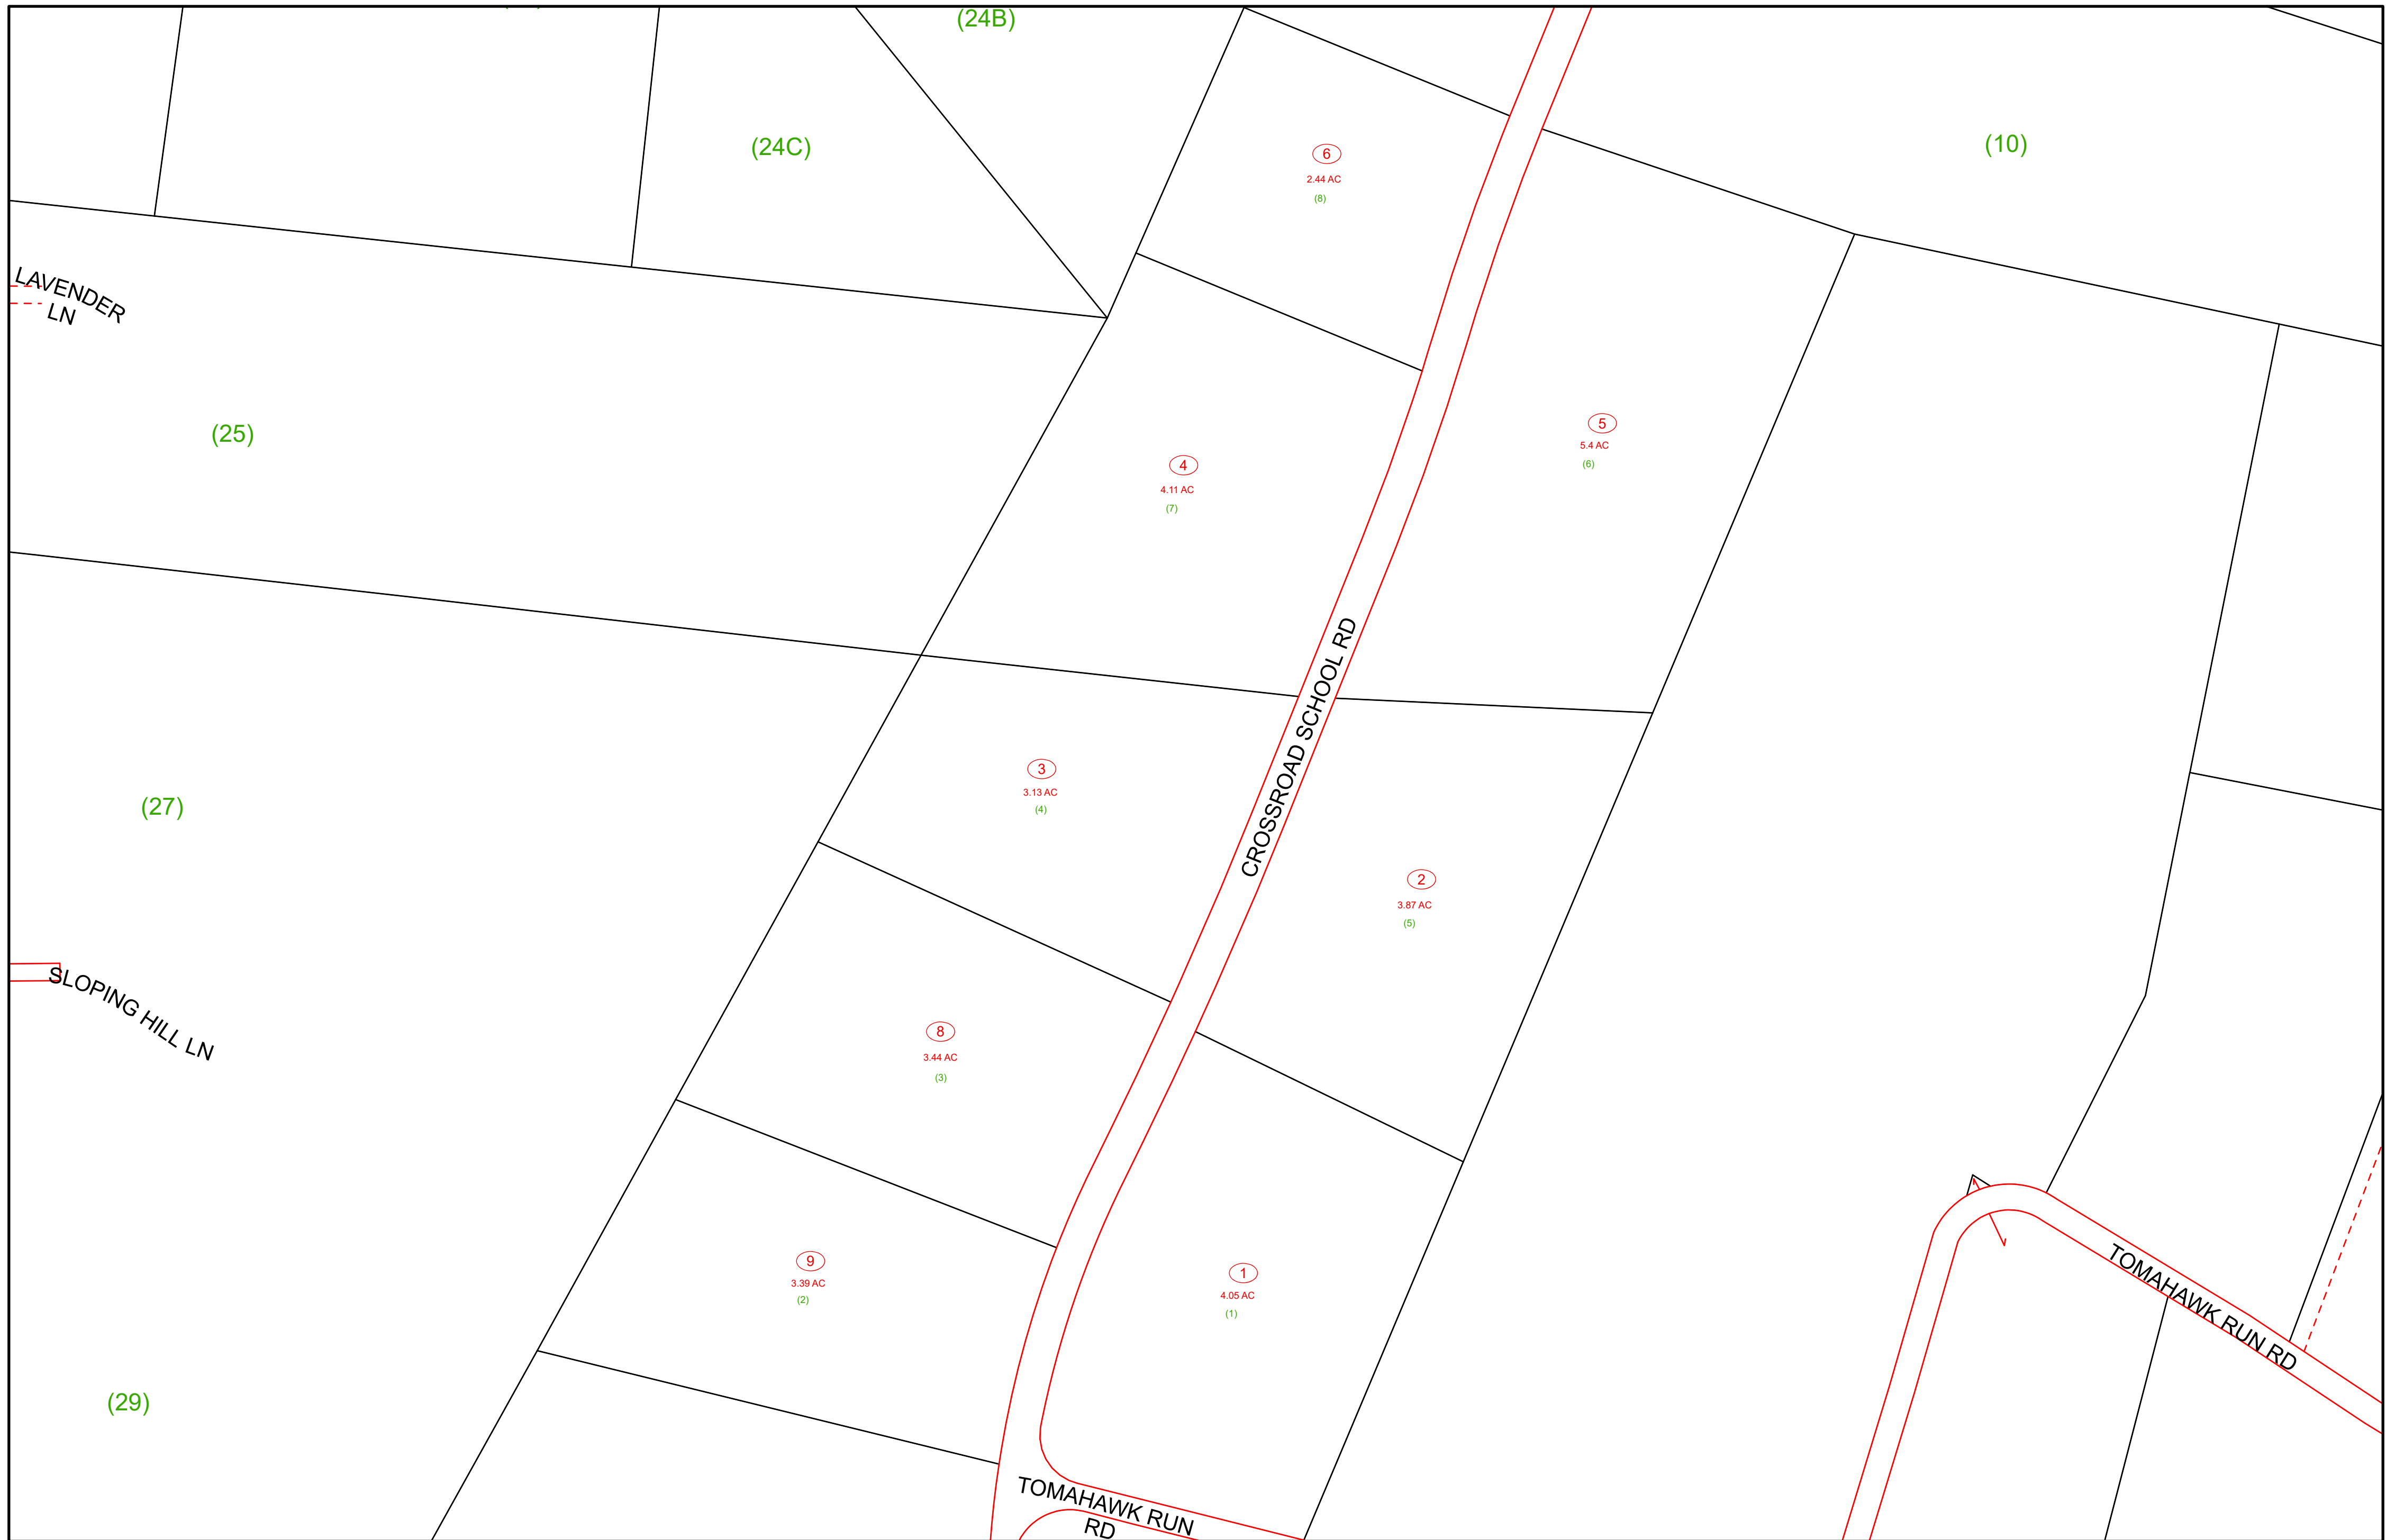 (24B)
(24C)
(10)
6
2.44 AC
(8)
LAVENDER
LN
(25)
5
5.4 AC
(6)
4
4.11 AC
(7)
CROSSROAD SCHOOL RD
3
3.13 AC
(4)
(27)
2
3.87 AC
(5)
SLOPING HILL LN
8
3.44 AC
(3)
9
3.39 AC
(2)
1
4.05 AC
(1)
TOMAHAWK RUN RD
(29)
TOMAHAWK RUN
RD